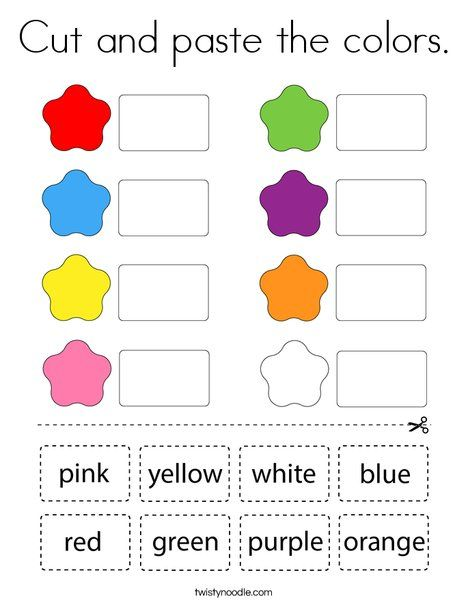 Cut and paste the colors.
pink yellow white blue
red green purple orange
twistynoodle.com